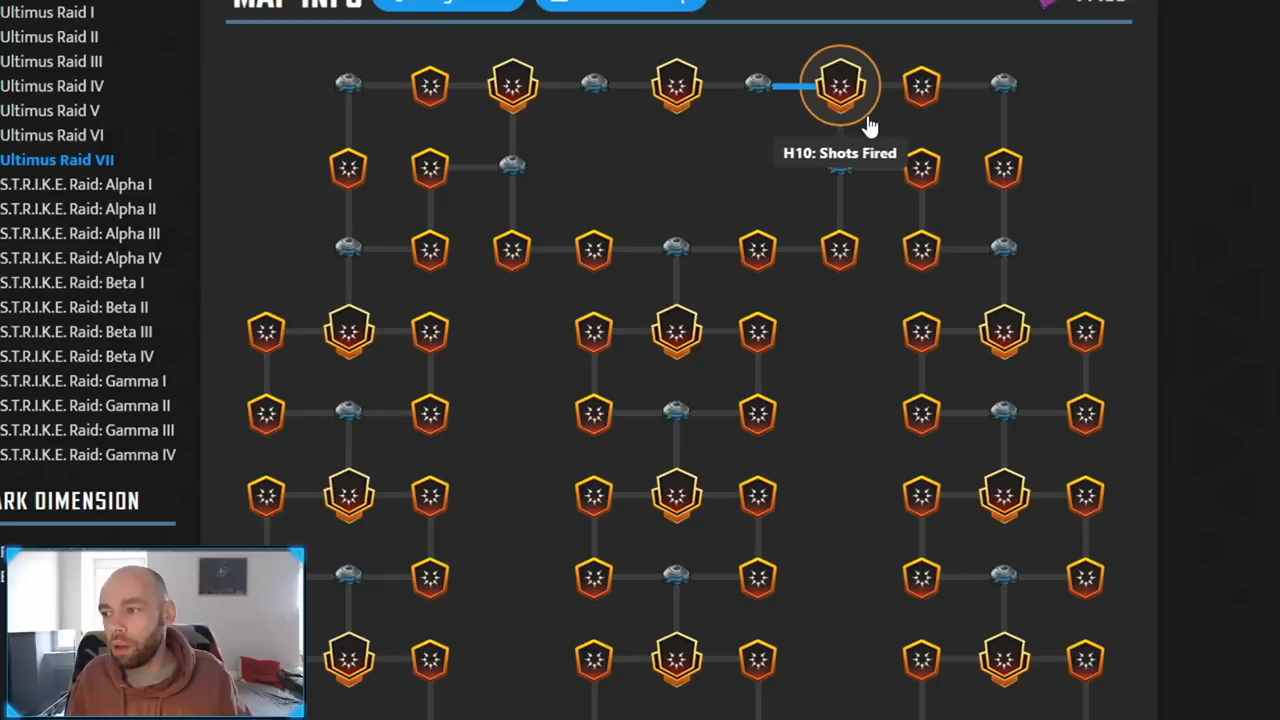 MAP INFO
Ultimus Raid I
Ultimus Raid II
Ultimus Raid III
Ultimus Raid IV
Ultimus Raid V
Ultimus Raid VI
Ultimus Raid VII
S.T.R.I.K.E. Raid: Alpha I
S.T.R.I.K.E. Raid: Alpha II
S.T.R.I.K.E. Raid: Alpha III
S.T.R.I.K.E. Raid: Alpha IV
S.T.R.I.K.E. Raid: Beta I
S.T.R.I.K.E. Raid: Beta II
S.T.R.I.K.E. Raid: Beta III
S.T.R.I.K.E. Raid: Beta IV
S.T.R.I.K.E. Raid: Gamma I
S.T.R.I.K.E. Raid: Gamma II
S.T.R.I.K.E. Raid: Gamma III
S.T.R.I.K.E. Raid: Gamma IV
ARK DIMENSION
H10: Shots Fired